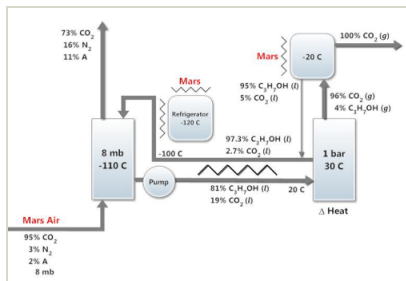 73% CO2
16% N2
11% A
Mars
Refrigerator
-120 C
Mars
-20 C
100% CO2 (g)
95% C3H7OH (l)
5% CO2 (l)
96% CO2 (g)
4% C3H7OH (g)
97.3% C3H7OH (l)
2.7% CO2 (l)
-100 C
8 mb
-110 C
Pump
81% C3H7OH (l)
19% CO2 (l)
20 C
1 bar
30 C
Δ Heat
Mars Air
95% CO2
3% N2
2% A
8 mb